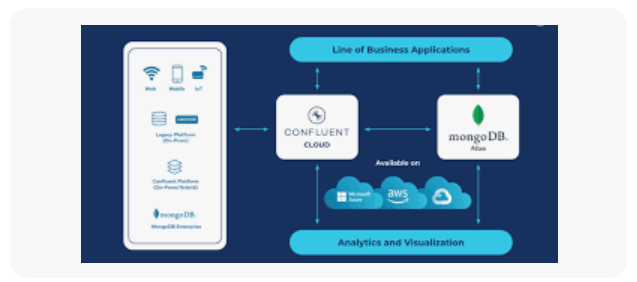 Line of Business Applications
Web Mobile IoT
Legacy Platform
(On-Prem)
Confluent Platform
(On-Prem/Hybrid)
mongoDB.
MongoDB Enterprise
CONFLUENT
CLOUD
mongoDB.
Atlas
Available on
Microsoft
Azure
aws
Analytics and Visualization